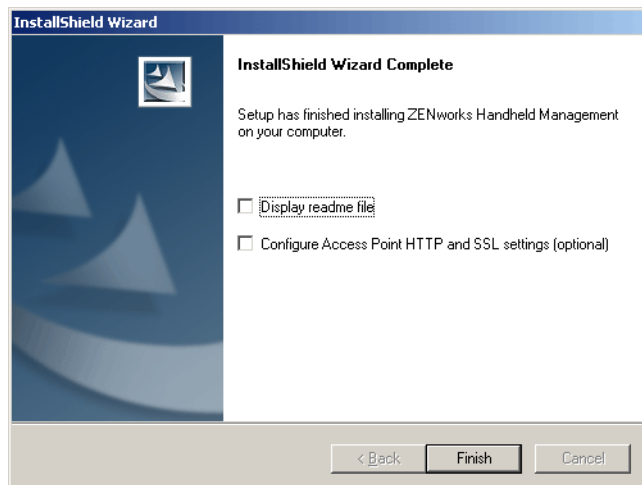 InstallShield Wizard
InstallShield Wizard Complete
Setup has finished installing ZENworks Handheld Management
on your computer.
Display readme file
Configure Access Point HTTP and SSL settings (optional)
< Back
Finish
Cancel